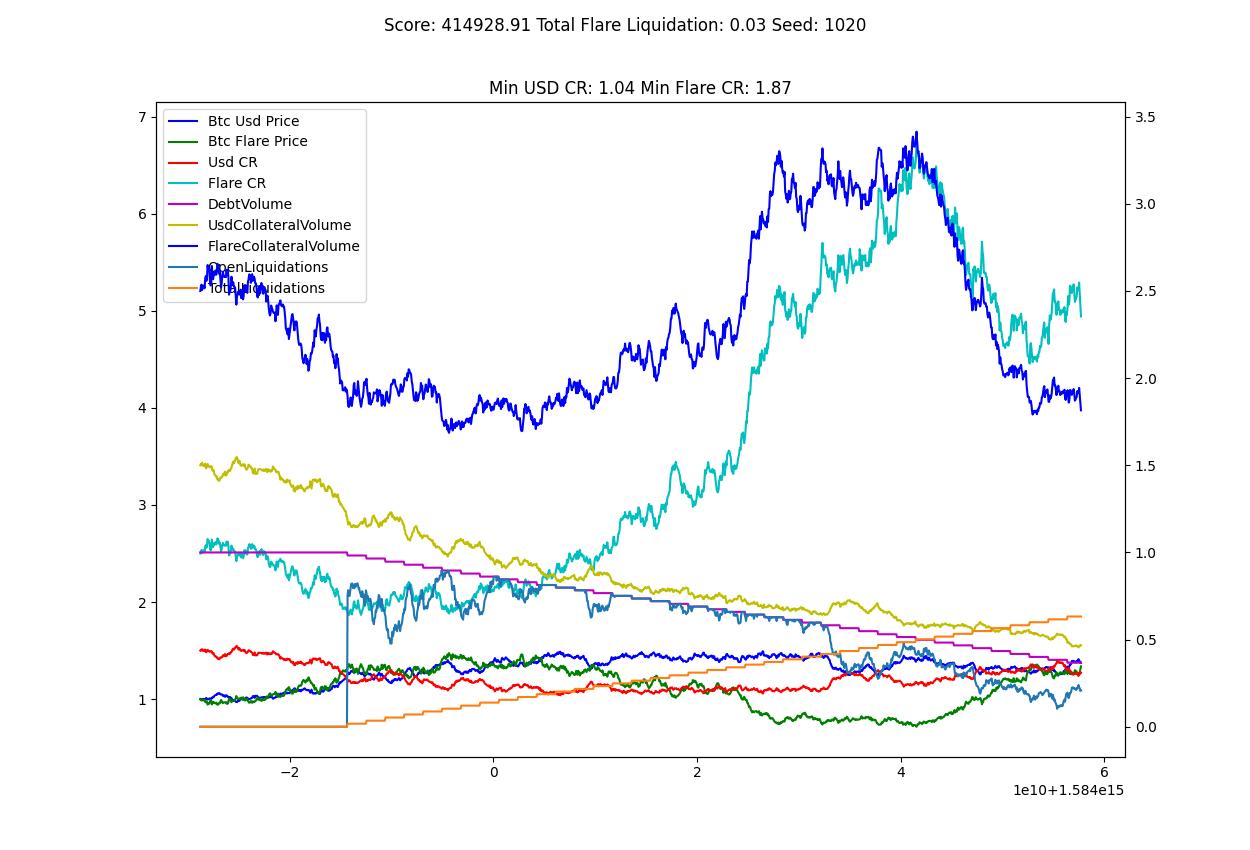 Score: 414928.91 Total Flare Liquidation: 0.03 Seed: 1020
Min USD CR: 1.04 Min Flare CR: 1.87
Btc Usd Price
Btc Flare Price
Usd CR
Flare CR
DebtVolume
UsdCollateralVolume
FlareCollateralVolume
OpenLiquidations
TotalLiquidations
7
6
5
4
3
2
1
3.5
3.0
2.5
2.0
1.5
1.0
0.5
0.0
−2 0 2 4 6
1e10+1.584e15